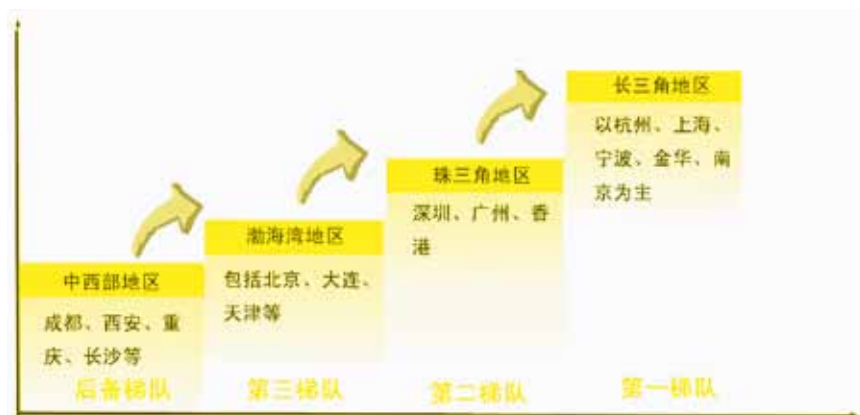 长三角地区
以杭州、上海、
宁波、金华、南
京为主
第一梯队
珠三角地区
深圳、广州、香
港
第二梯队
渤海湾地区
包括北京、大连、
天津等
第三梯队
中西部地区
成都、西安、重
庆、长沙等
后备梯队